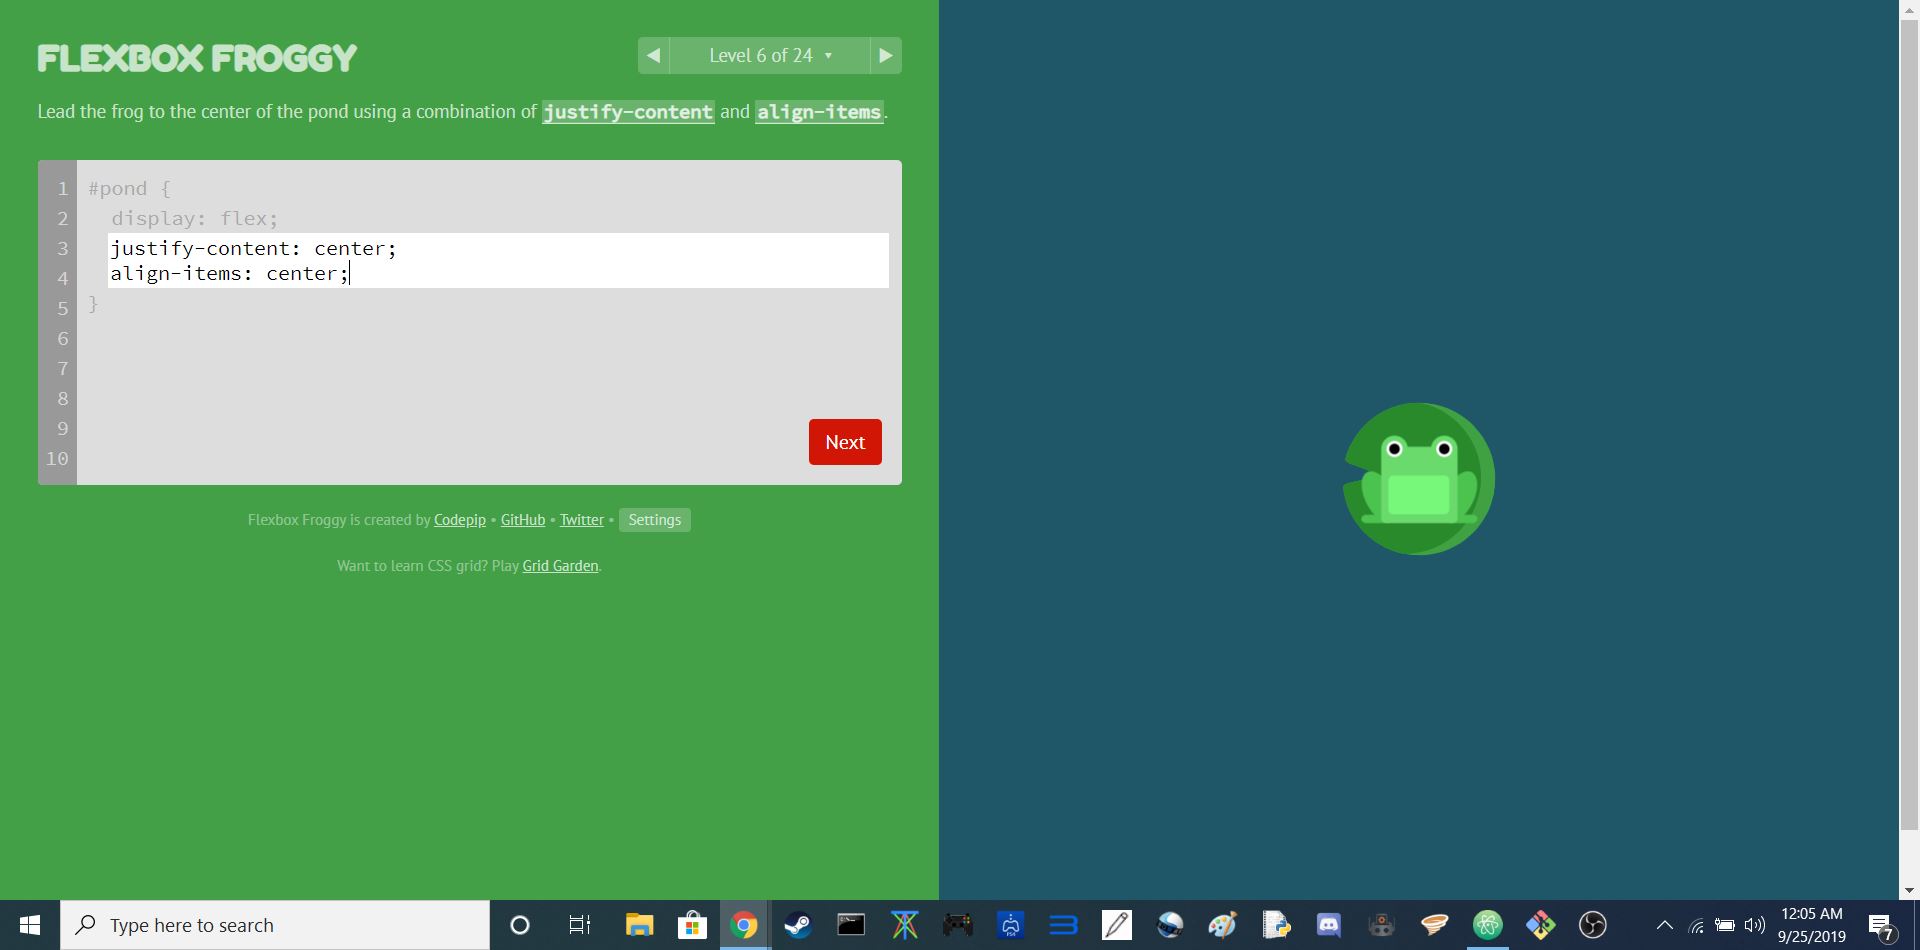 FLEXBOX FROGGY
Level 6 of 24
Lead the frog to the center of the pond using a combination of justify-content and align-items.
1 #pond {
2 display: flex;
3 justify-content: center;
4 align-items: center;
5 }
6
7
8
9
10
Next
Flexbox Froggy is created by Codepip • GitHub • Twitter • Settings
Want to learn CSS grid? Play Grid Garden.
Type here to search
12:05 AM
9/25/2019
7